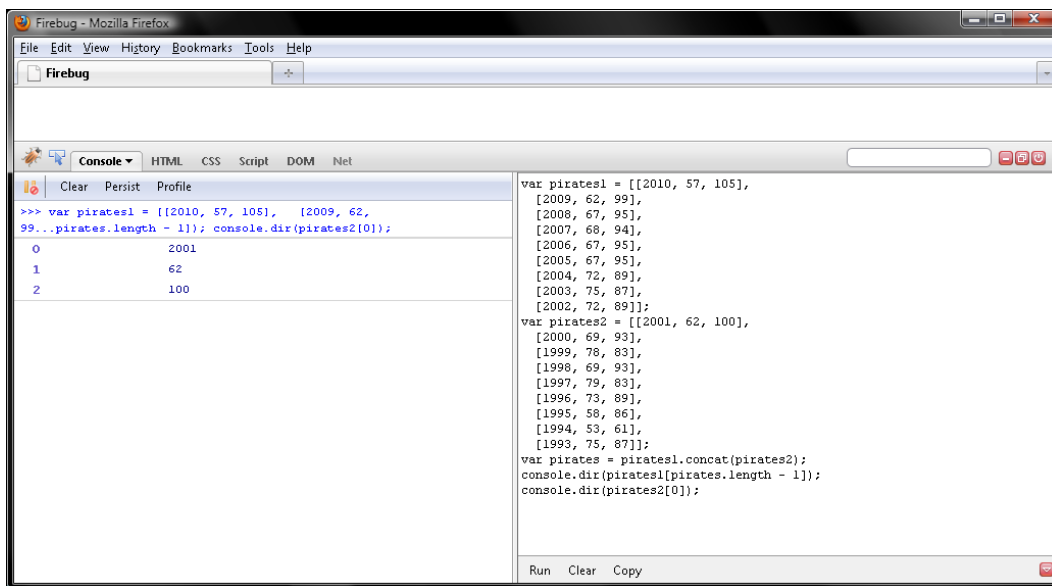 Firebug - Mozilla Firefox
File Edit View History Bookmarks Tools Help
Firebug
Console HTML CSS Script DOM Net
Clear Persist Profile
>>> var pirates1 = [[2010, 57, 105],   [2009, 62,
99...pirates.length - 1]); console.dir(pirates2[0]);
0 2001
1 62
2 100
var pirates1 = [[2010, 57, 105],
  [2009, 62, 99],
  [2008, 67, 95],
  [2007, 68, 94],
  [2006, 67, 95],
  [2005, 67, 95],
  [2004, 72, 89],
  [2003, 75, 87],
  [2002, 72, 89]];
var pirates2 = [[2001, 62, 100],
  [2000, 69, 93],
  [1999, 78, 83],
  [1998, 69, 93],
  [1997, 79, 83],
  [1996, 73, 89],
  [1995, 58, 86],
  [1994, 53, 61],
  [1993, 75, 87]];
var pirates = pirates1.concat(pirates2);
console.dir(pirates1[pirates.length - 1]);
console.dir(pirates2[0]);
Run Clear Copy